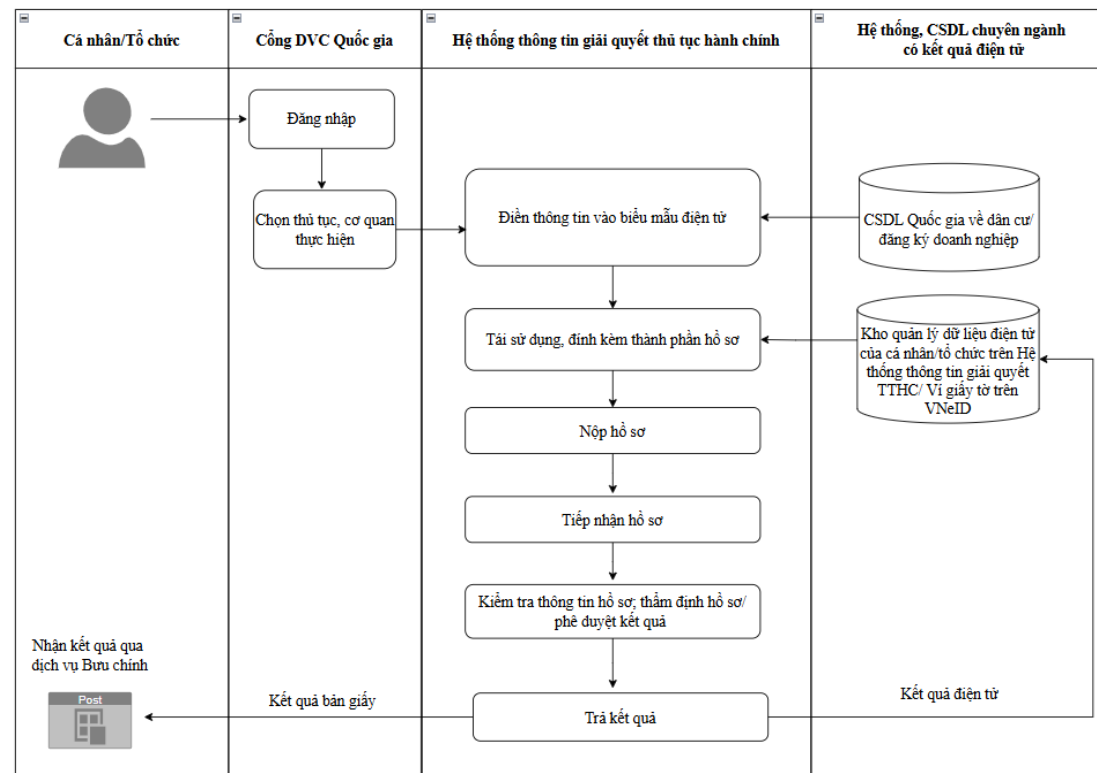 Cá nhân/Tổ chức
Cổng DVC Quốc gia
Hệ thống thông tin giải quyết thủ tục hành chính
Hệ thống, CSDL chuyên ngành
có kết quả điện tử
Đăng nhập
Chọn thủ tục, cơ quan
thực hiện
Điền thông tin vào biểu mẫu điện tử
CSDL Quốc gia về dân cư/
đăng ký doanh nghiệp
Tái sử dụng, đính kèm thành phần hồ sơ
Kho quản lý dữ liệu điện tử
của cá nhân/tổ chức trên Hệ
thống thông tin giải quyết
TTHC/ Ví giấy tờ trên
VNeID
Nộp hồ sơ
Tiếp nhận hồ sơ
Kiểm tra thông tin hồ sơ; thẩm định hồ sơ/
phê duyệt kết quả
Nhận kết quả qua
dịch vụ Bưu chính
Post
Kết quả bản giấy
Trả kết quả
Kết quả điện tử